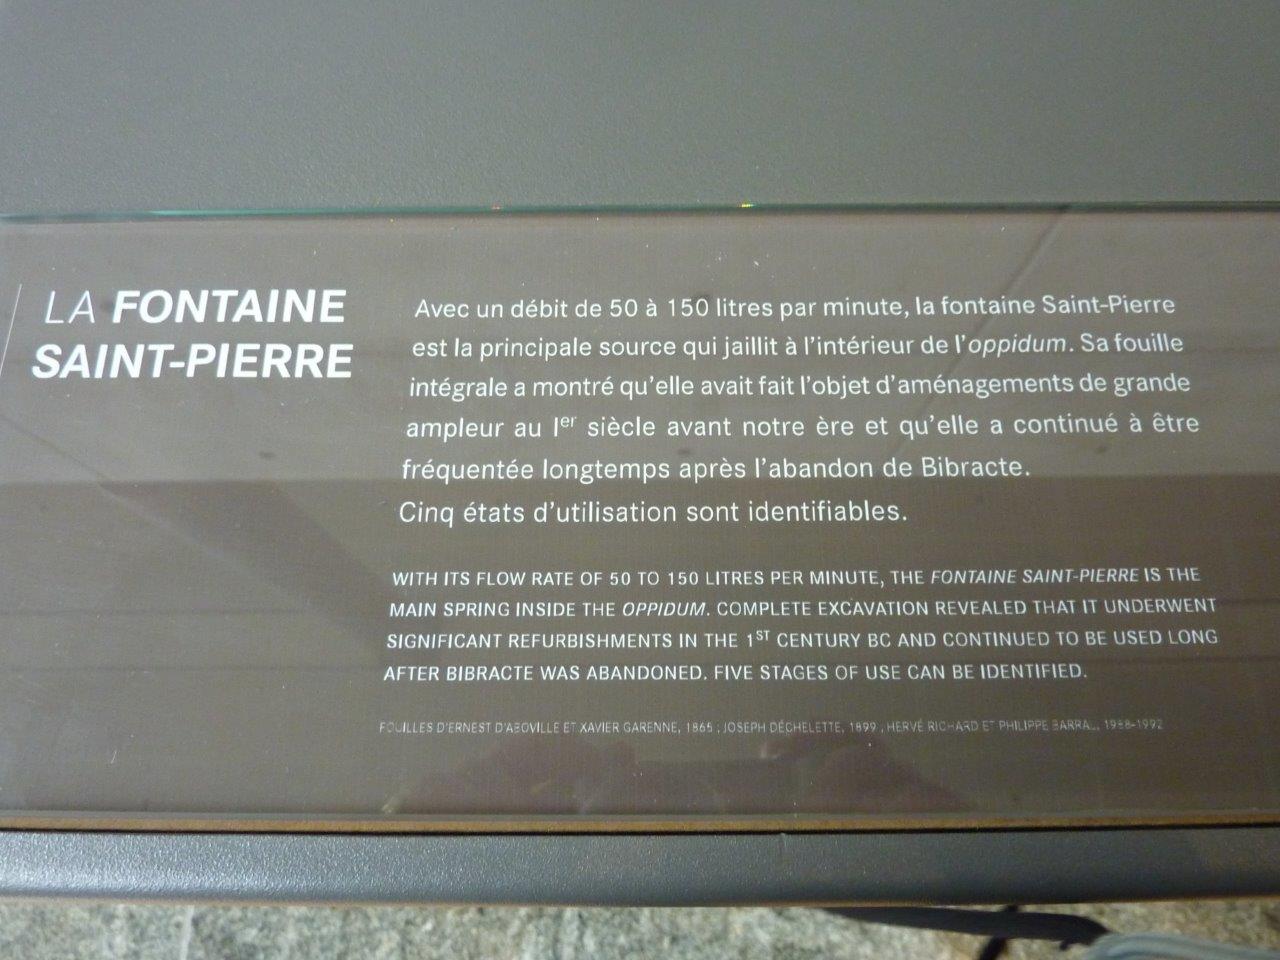 LA FONTAINE
SAINT-PIERRE
Avec un débit de 50 à 150 litres par minute, la fontaine Saint-Pierre
est la principale source qui jaillit à l'intérieur de l'oppidum. Sa fouille
intégrale a montré qu'elle avait fait l'objet d'aménagements de grande
ampleur au Ier siècle avant notre ère et qu'elle a continué à être
fréquentée longtemps après l'abandon de Bibracte.
Cinq états d'utilisation sont identifiables.
WITH ITS FLOW RATE OF 50 TO 150 LITRES PER MINUTE, THE FONTAINE SAINT-PIERRE IS THE
MAIN SPRING INSIDE THE OPPIDUM. COMPLETE EXCAVATION REVEALED THAT IT UNDERWENT
SIGNIFICANT REFURBISHMENTS IN THE 1ST CENTURY BC AND CONTINUED TO BE USED LONG
AFTER BIBRACTE WAS ABANDONED. FIVE STAGES OF USE CAN BE IDENTIFIED.
FOUILLES D'ERNEST D'ABOVILLE ET XAVIER GARENNE, 1865 ; JOSEPH DÉCHELETTE, 1899 ; HERVÉ RICHARD ET PHILIPPE 1988-1992